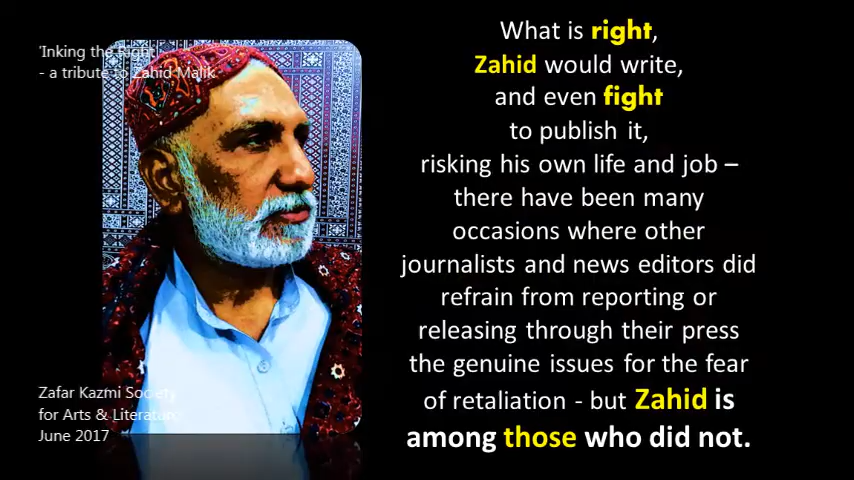 'Inking the Right'
- a tribute to Zahid Malik
Zafar Kazmi Society
for Arts & Literature
June 2017
What is right,
Zahid would write,
and even fight
to publish it,
risking his own life and job –
there have been many
occasions where other
journalists and news editors did
refrain from reporting or
releasing through their press
the genuine issues for the fear
of retaliation - but Zahid is
among those who did not.